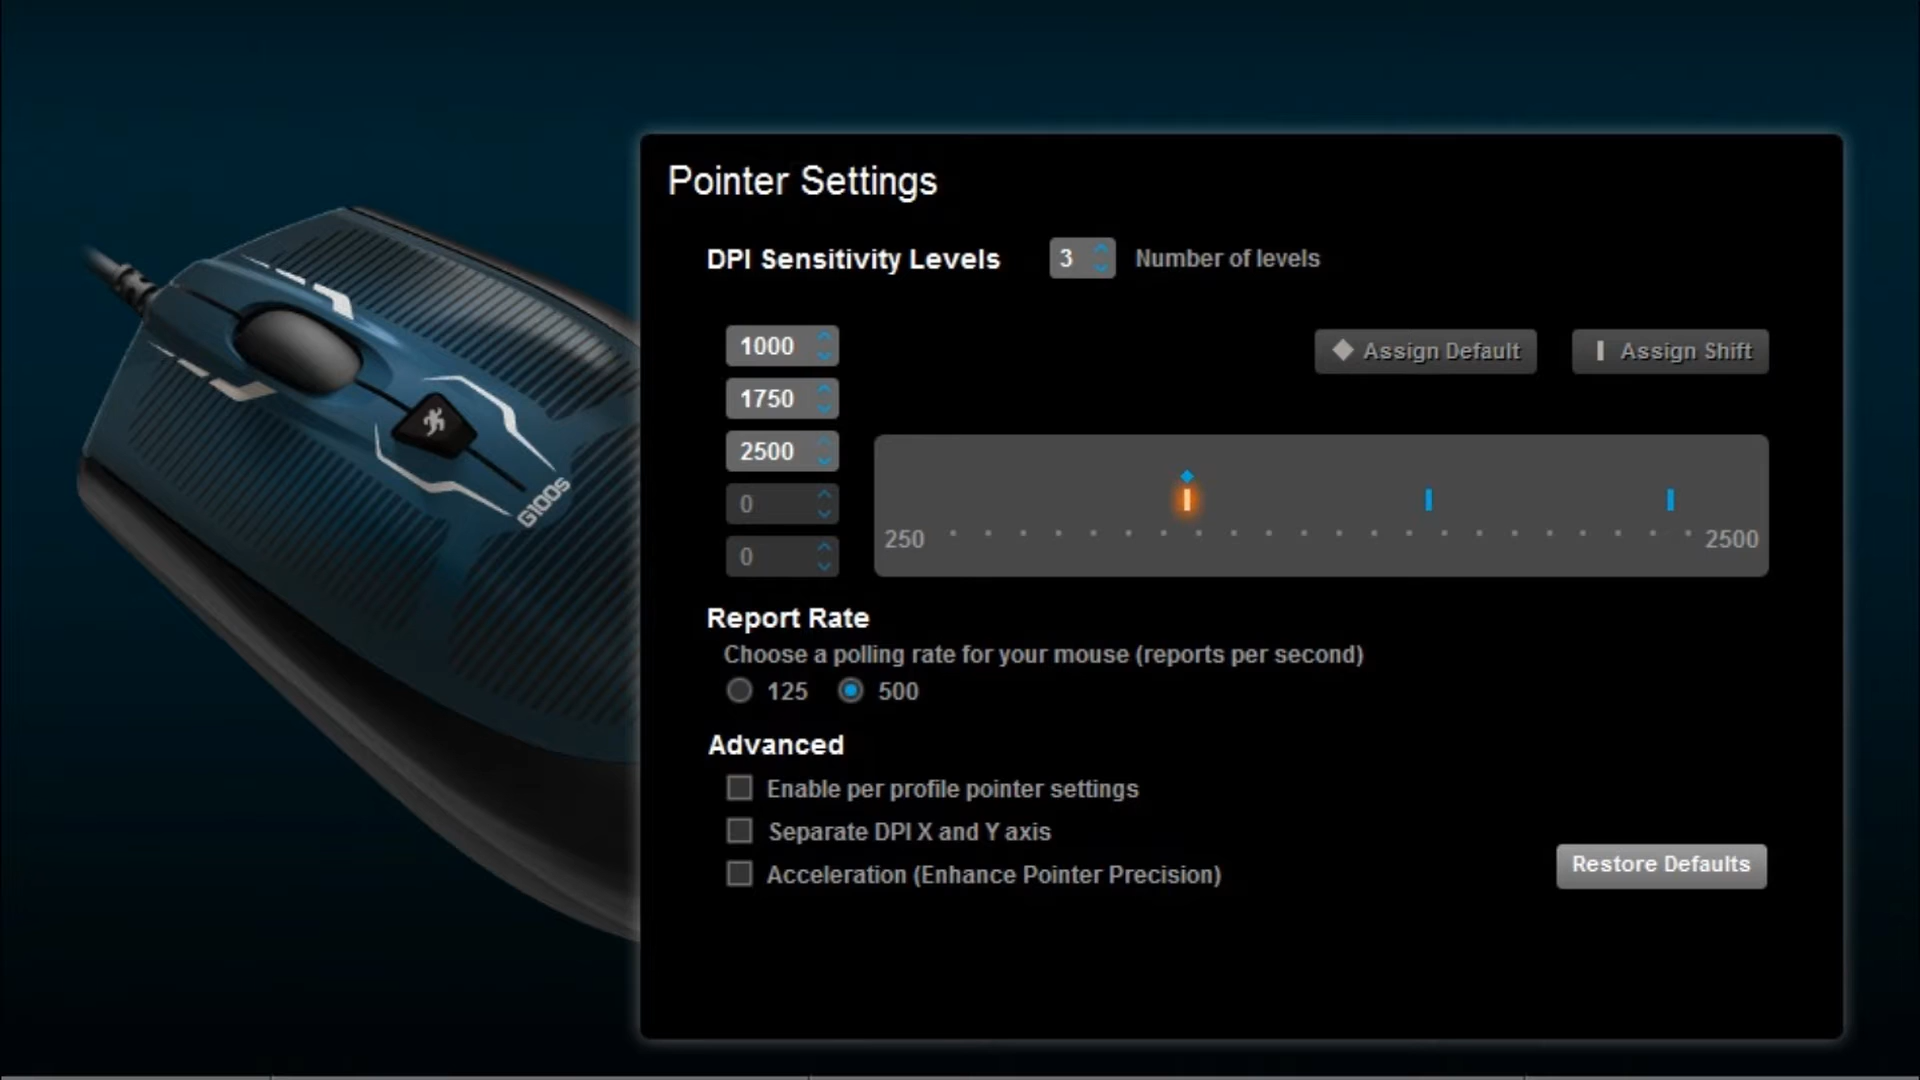 Pointer Settings
DPI Sensitivity Levels 3 Number of levels
1000 Assign Default Assign Shift
1750
2500
0
250 2500
0
Report Rate
Choose a polling rate for your mouse (reports per second)
125 500
Advanced
Enable per profile pointer settings
Separate DPI X and Y axis
Acceleration (Enhance Pointer Precision)
Restore Defaults
G100s